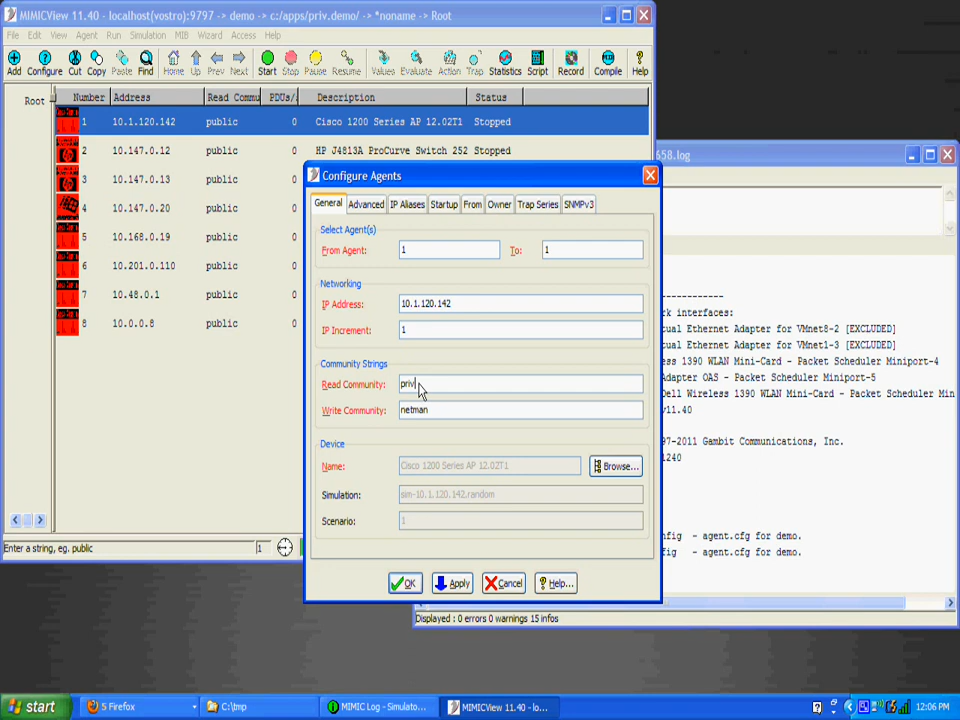 MIMICView 11.40 - localhost(vostro):9797 -> demo -> c:/apps/priv.demo/ -> *noname -> Root
File Edit View Agent Run Simulation MIB Wizard Access Help
Add Configure Cut Copy Paste Find Home Up Prev Next Start Stop Pause Resume Values Evaluate Action Trap Statistics Script Record Compile Help
Root
Number Address Read Commu PDUs/ Description Status
1 10.1.120.142 public 0 Cisco 1200 Series AP 12.02T1 Stopped
2 10.147.0.12 public 0 HP J4813A ProCurve Switch 252 Stopped
3 10.147.0.13 public 0
4 10.147.0.20 public 0
5 10.168.0.19 public 0
6 10.201.0.110 public 0
7 10.48.0.1 public 0
8 10.0.0.8 public 0
Enter a string, eg. public 1
Configure Agents
General Advanced IP Aliases Startup From Owner Trap Series SNMPv3
Select Agent(s)
From Agent: 1 To: 1
Networking
IP Address: 10.1.120.142
IP Increment: 1
Community Strings
Read Community: priv
Write Community: netman
Device
Name: Cisco 1200 Series AP 12.02T1 Browse...
Simulation: sim-10.1.120.142,random
Scenario: 1
OK Apply Cancel Help...
658.log
------------
rk interfaces:
tual Ethernet Adapter for VMnet8-2 [EXCLUDED]
tual Ethernet Adapter for VMnet1-3 [EXCLUDED]
ess 1390 WLAN Mini-Card - Packet Scheduler Miniport-4
Adapter OAS - Packet Scheduler Miniport-5
Dell Wireless 1390 WLAN Mini-Card - Packet Scheduler Min
v11.40
97-2011 Gambit Communications, Inc.
1240
nfig - agent.cfg for demo.
fig - agent.cfg for demo.
Displayed : 0 errors 0 warnings 15 infos
start 5 Firefox C:\tmp MIMIC Log - Simulato... MIMICView 11.40 - lo... 12:06 PM